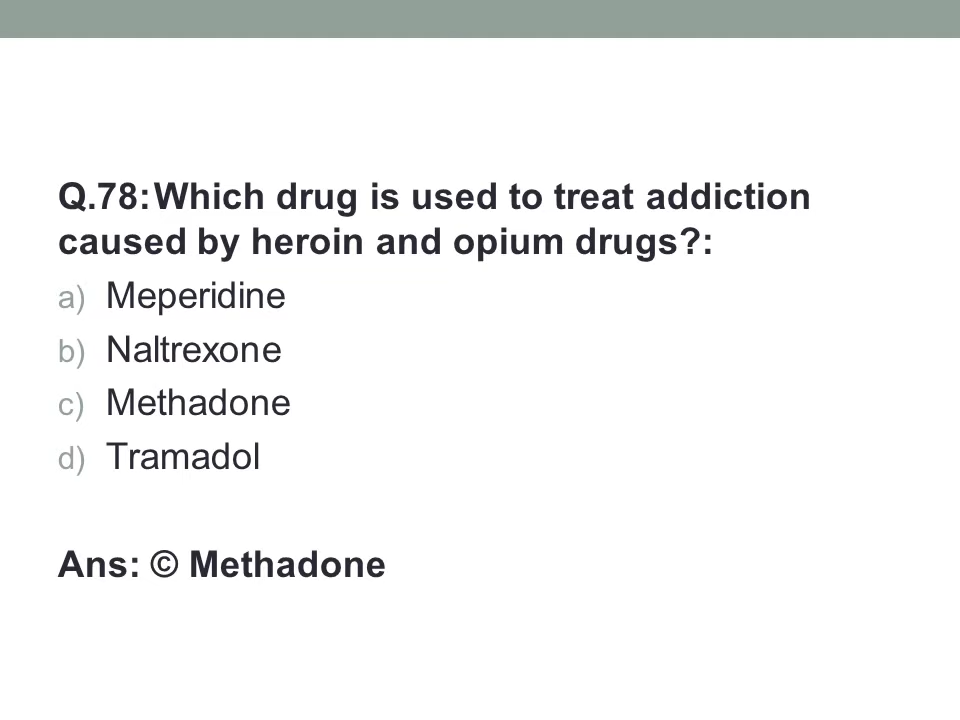 Q.78: Which drug is used to treat addiction
caused by heroin and opium drugs?:
a) Meperidine
b) Naltrexone
c) Methadone
d) Tramadol
Ans: © Methadone